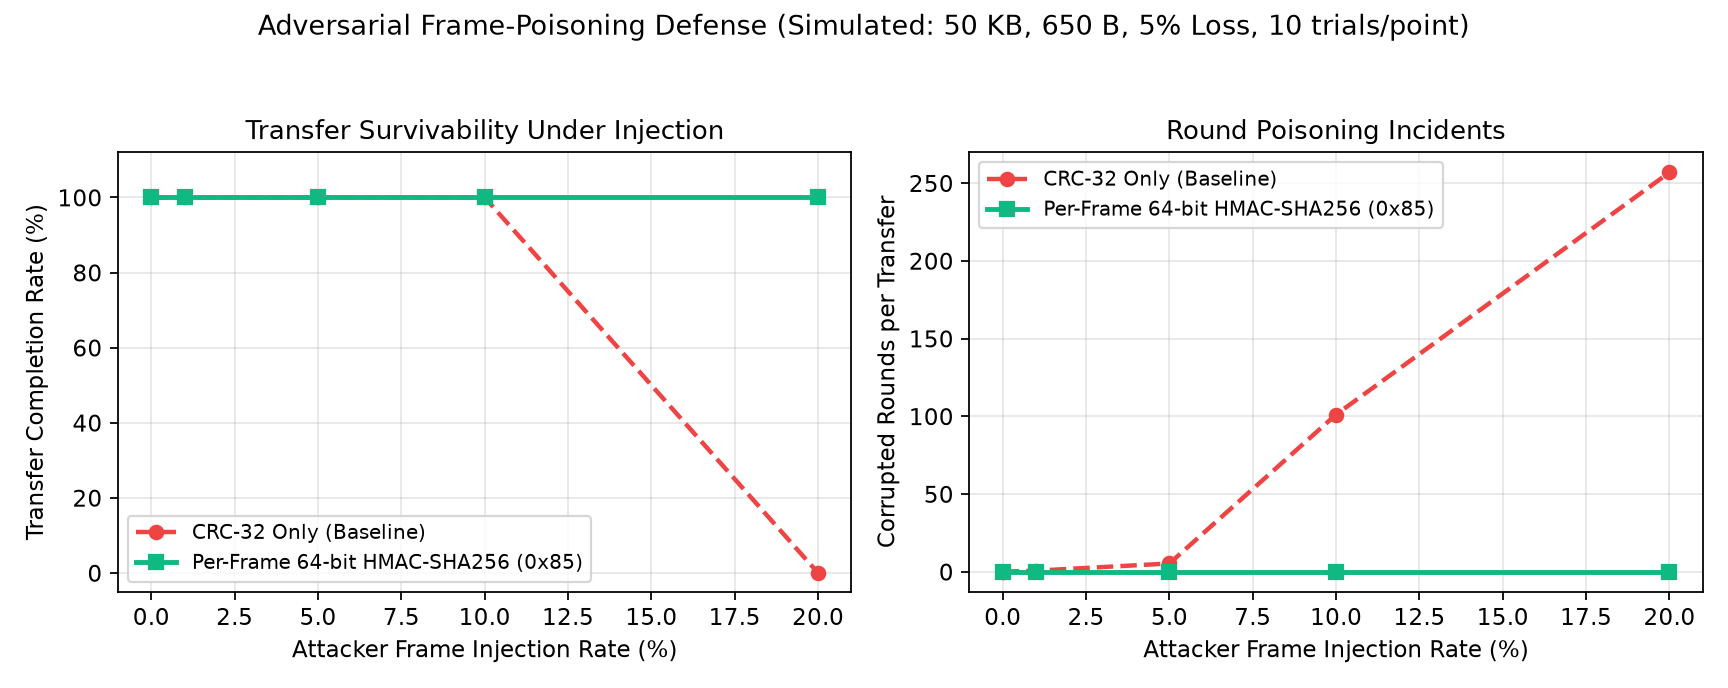 Adversarial Frame-Poisoning Defense (Simulated: 50 KB, 650 B, 5% Loss, 10 trials/point)
Transfer Survivability Under Injection
Transfer Completion Rate (%)
100
80
60
40
20
0
CRC-32 Only (Baseline)
Per-Frame 64-bit HMAC-SHA256 (0x85)
0.0 2.5 5.0 7.5 10.0 12.5 15.0 17.5 20.0
Attacker Frame Injection Rate (%)
Round Poisoning Incidents
Corrupted Rounds per Transfer
250
200
150
100
50
0
CRC-32 Only (Baseline)
Per-Frame 64-bit HMAC-SHA256 (0x85)
0.0 2.5 5.0 7.5 10.0 12.5 15.0 17.5 20.0
Attacker Frame Injection Rate (%)